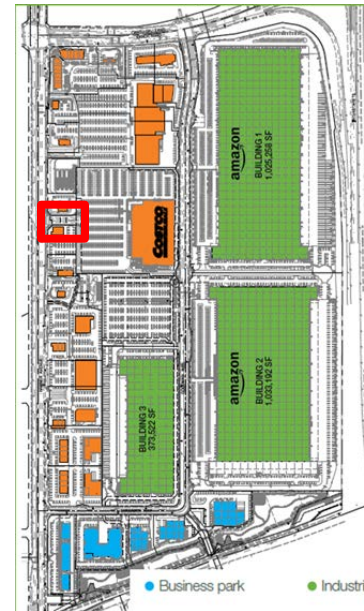 amazon
BUILDING 1
1,025,258 SF
Costco
amazon
BUILDING 2
1,033,192 SF
BUILDING 3
373,522 SF
Business park
Industri